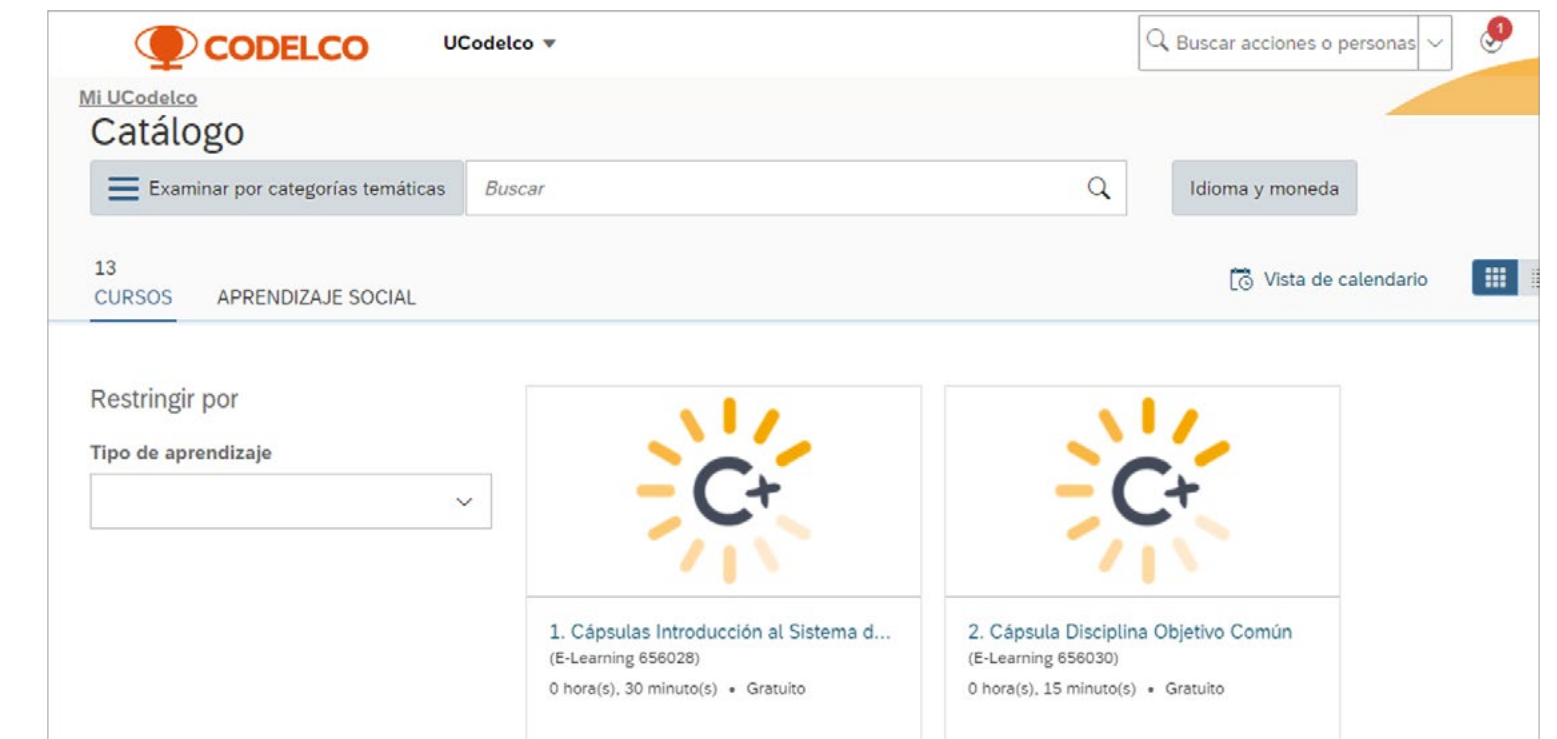 CODELCO
UCodelco
Buscar acciones o personas
1
Mi UCodelco
Catálogo
Examinar por categorías temáticas
Buscar
Idioma y moneda
13
CURSOS
APRENDIZAJE SOCIAL
Vista de calendario
Restringir por
Tipo de aprendizaje
C+
C+
1. Cápsulas Introducción al Sistema d...
(E-Learning 656028)
0 hora(s), 30 minuto(s) • Gratuito
2. Cápsula Disciplina Objetivo Común
(E-Learning 656030)
0 hora(s), 15 minuto(s) • Gratuito